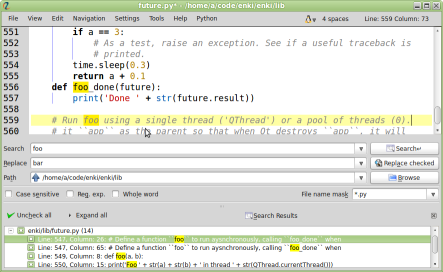 future.py* - /home/a/code/enki/enki/lib
File Edit View Navigation Settings Tools Help Python 4 spaces Line: 559 Column: 73
551 if a == 3:
552 # As a test, raise an exception. See if a useful traceback is
553 # printed.
554 time.sleep(0.3)
555 return a + 0.1
556 def foo_done(future):
557 print('Done ' + str(future.result))
558
559 # Run foo using a single thread ('QThread') or a pool of threads (0).
560 # it ``app`` as the parent so that when Qt destroys ``app``, it will
Search foo Search↵
Replace bar Replace checked
Path /home/a/code/enki/enki/lib Browse
Case sensitive Reg. exp. Whole word File name mask *.py
Uncheck all Expand all Search Results
enki/lib/future.py (14)
Line: 547, Column: 28: # Define a function ``foo`` to run aysnchronously, calling ``foo_done`` when
Line: 547, Column: 65: # Define a function ``foo`` to run aysnchronously, calling ``foo_done`` when
Line: 549, Column: 8: def foo(a, b):
Line: 550, Column: 15: print('Foo ' + str(a) + str(b) + ' in thread ' + str(QThread.currentThread()))